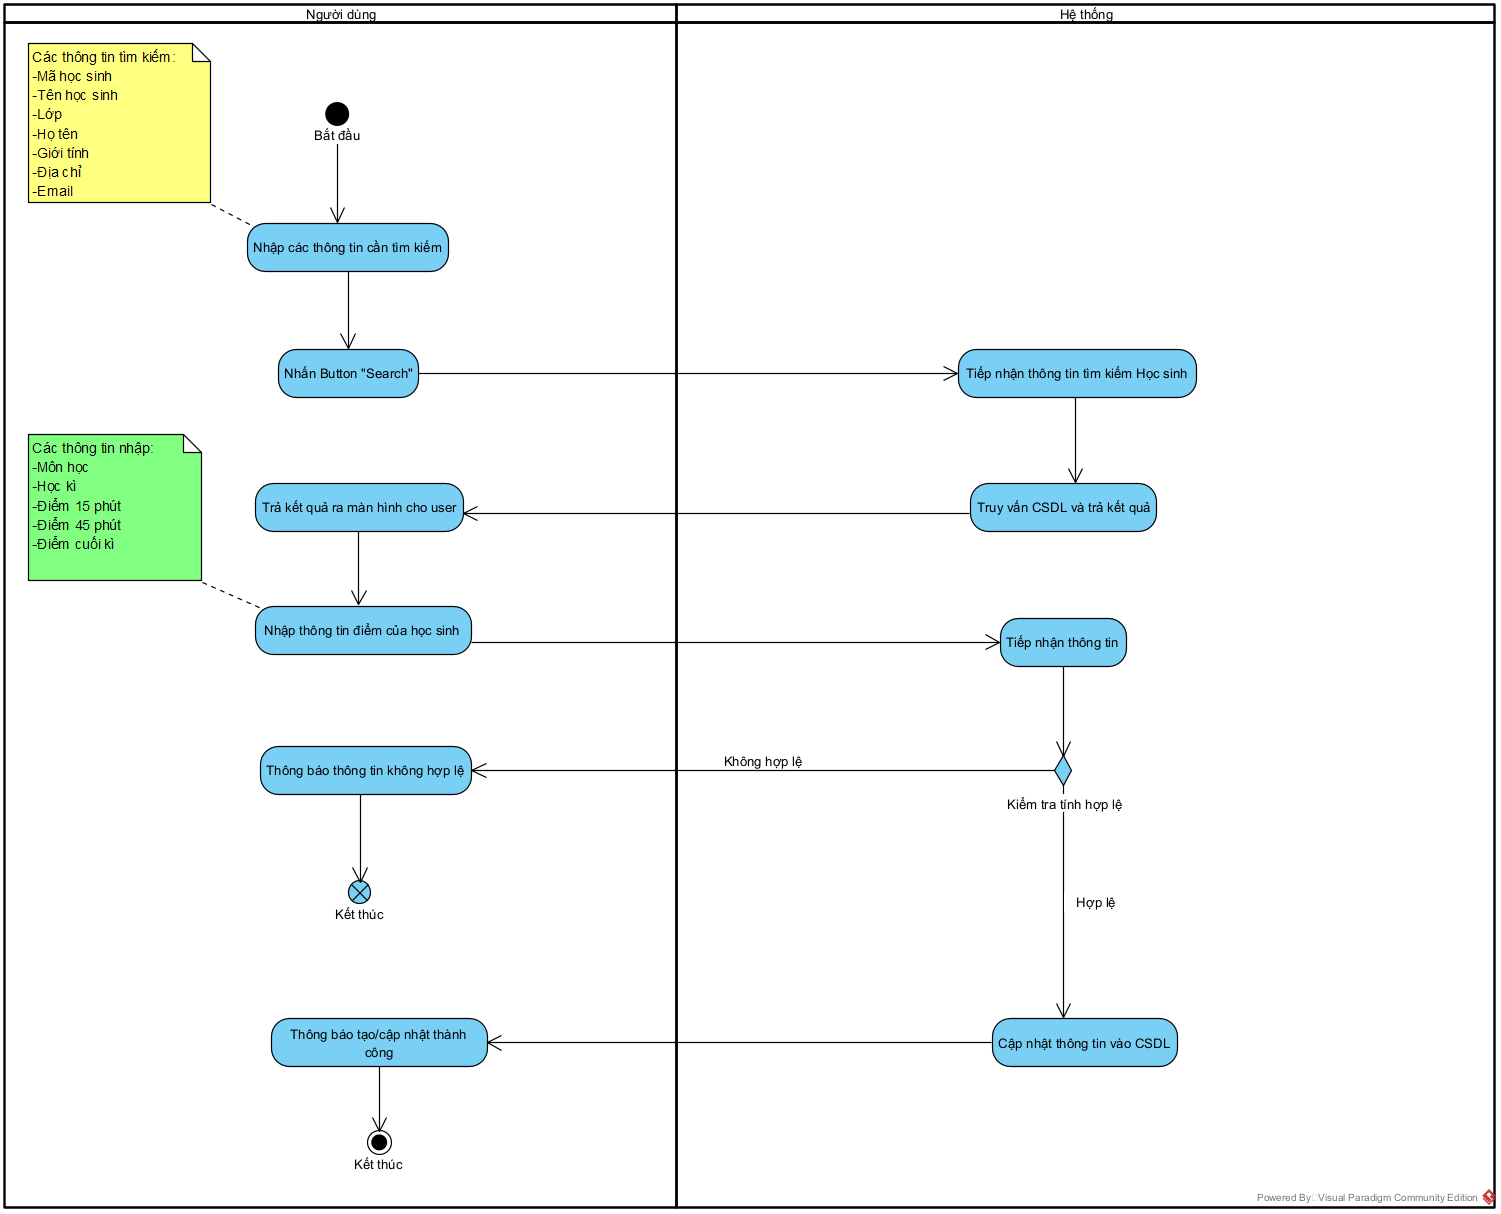 Người dùng
Hệ thống
Các thông tin tìm kiếm:
-Mã học sinh
-Tên học sinh
-Lớp
-Họ tên
-Giới tính
-Địa chỉ
-Email
Bắt đầu
Nhập các thông tin cần tìm kiếm
Nhấn Button "Search"
Tiếp nhận thông tin tìm kiếm Học sinh
Các thông tin nhập:
-Môn học
-Học kì
-Điểm 15 phút
-Điểm 45 phút
-Điểm cuối kì
Trả kết quả ra màn hình cho user
Truy vấn CSDL và trả kết quả
Nhập thông tin điểm của học sinh
Tiếp nhận thông tin
Không hợp lệ
Thông báo thông tin không hợp lệ
Kiểm tra tính hợp lệ
Hợp lệ
Kết thúc
Thông báo tạo/cập nhật thành
công
Cập nhật thông tin vào CSDL
Kết thúc
Powered By Visual Paradigm Community Edition